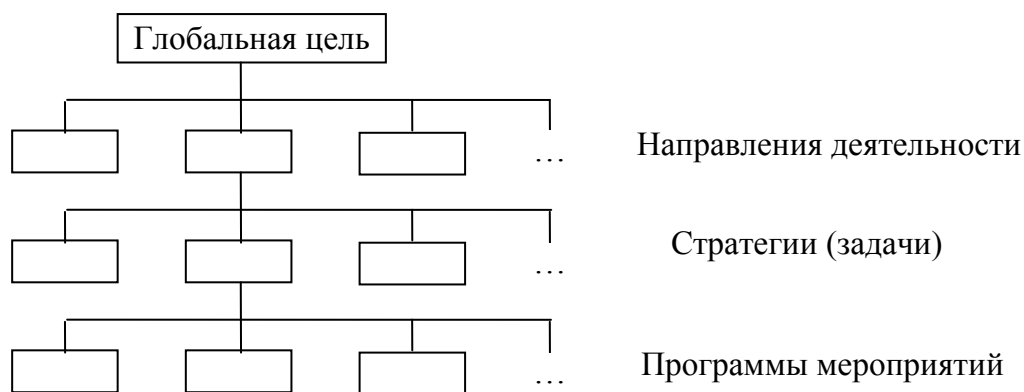 Глобальная цель
... Направления деятельности
... Стратегии (задачи)
... Программы мероприятий